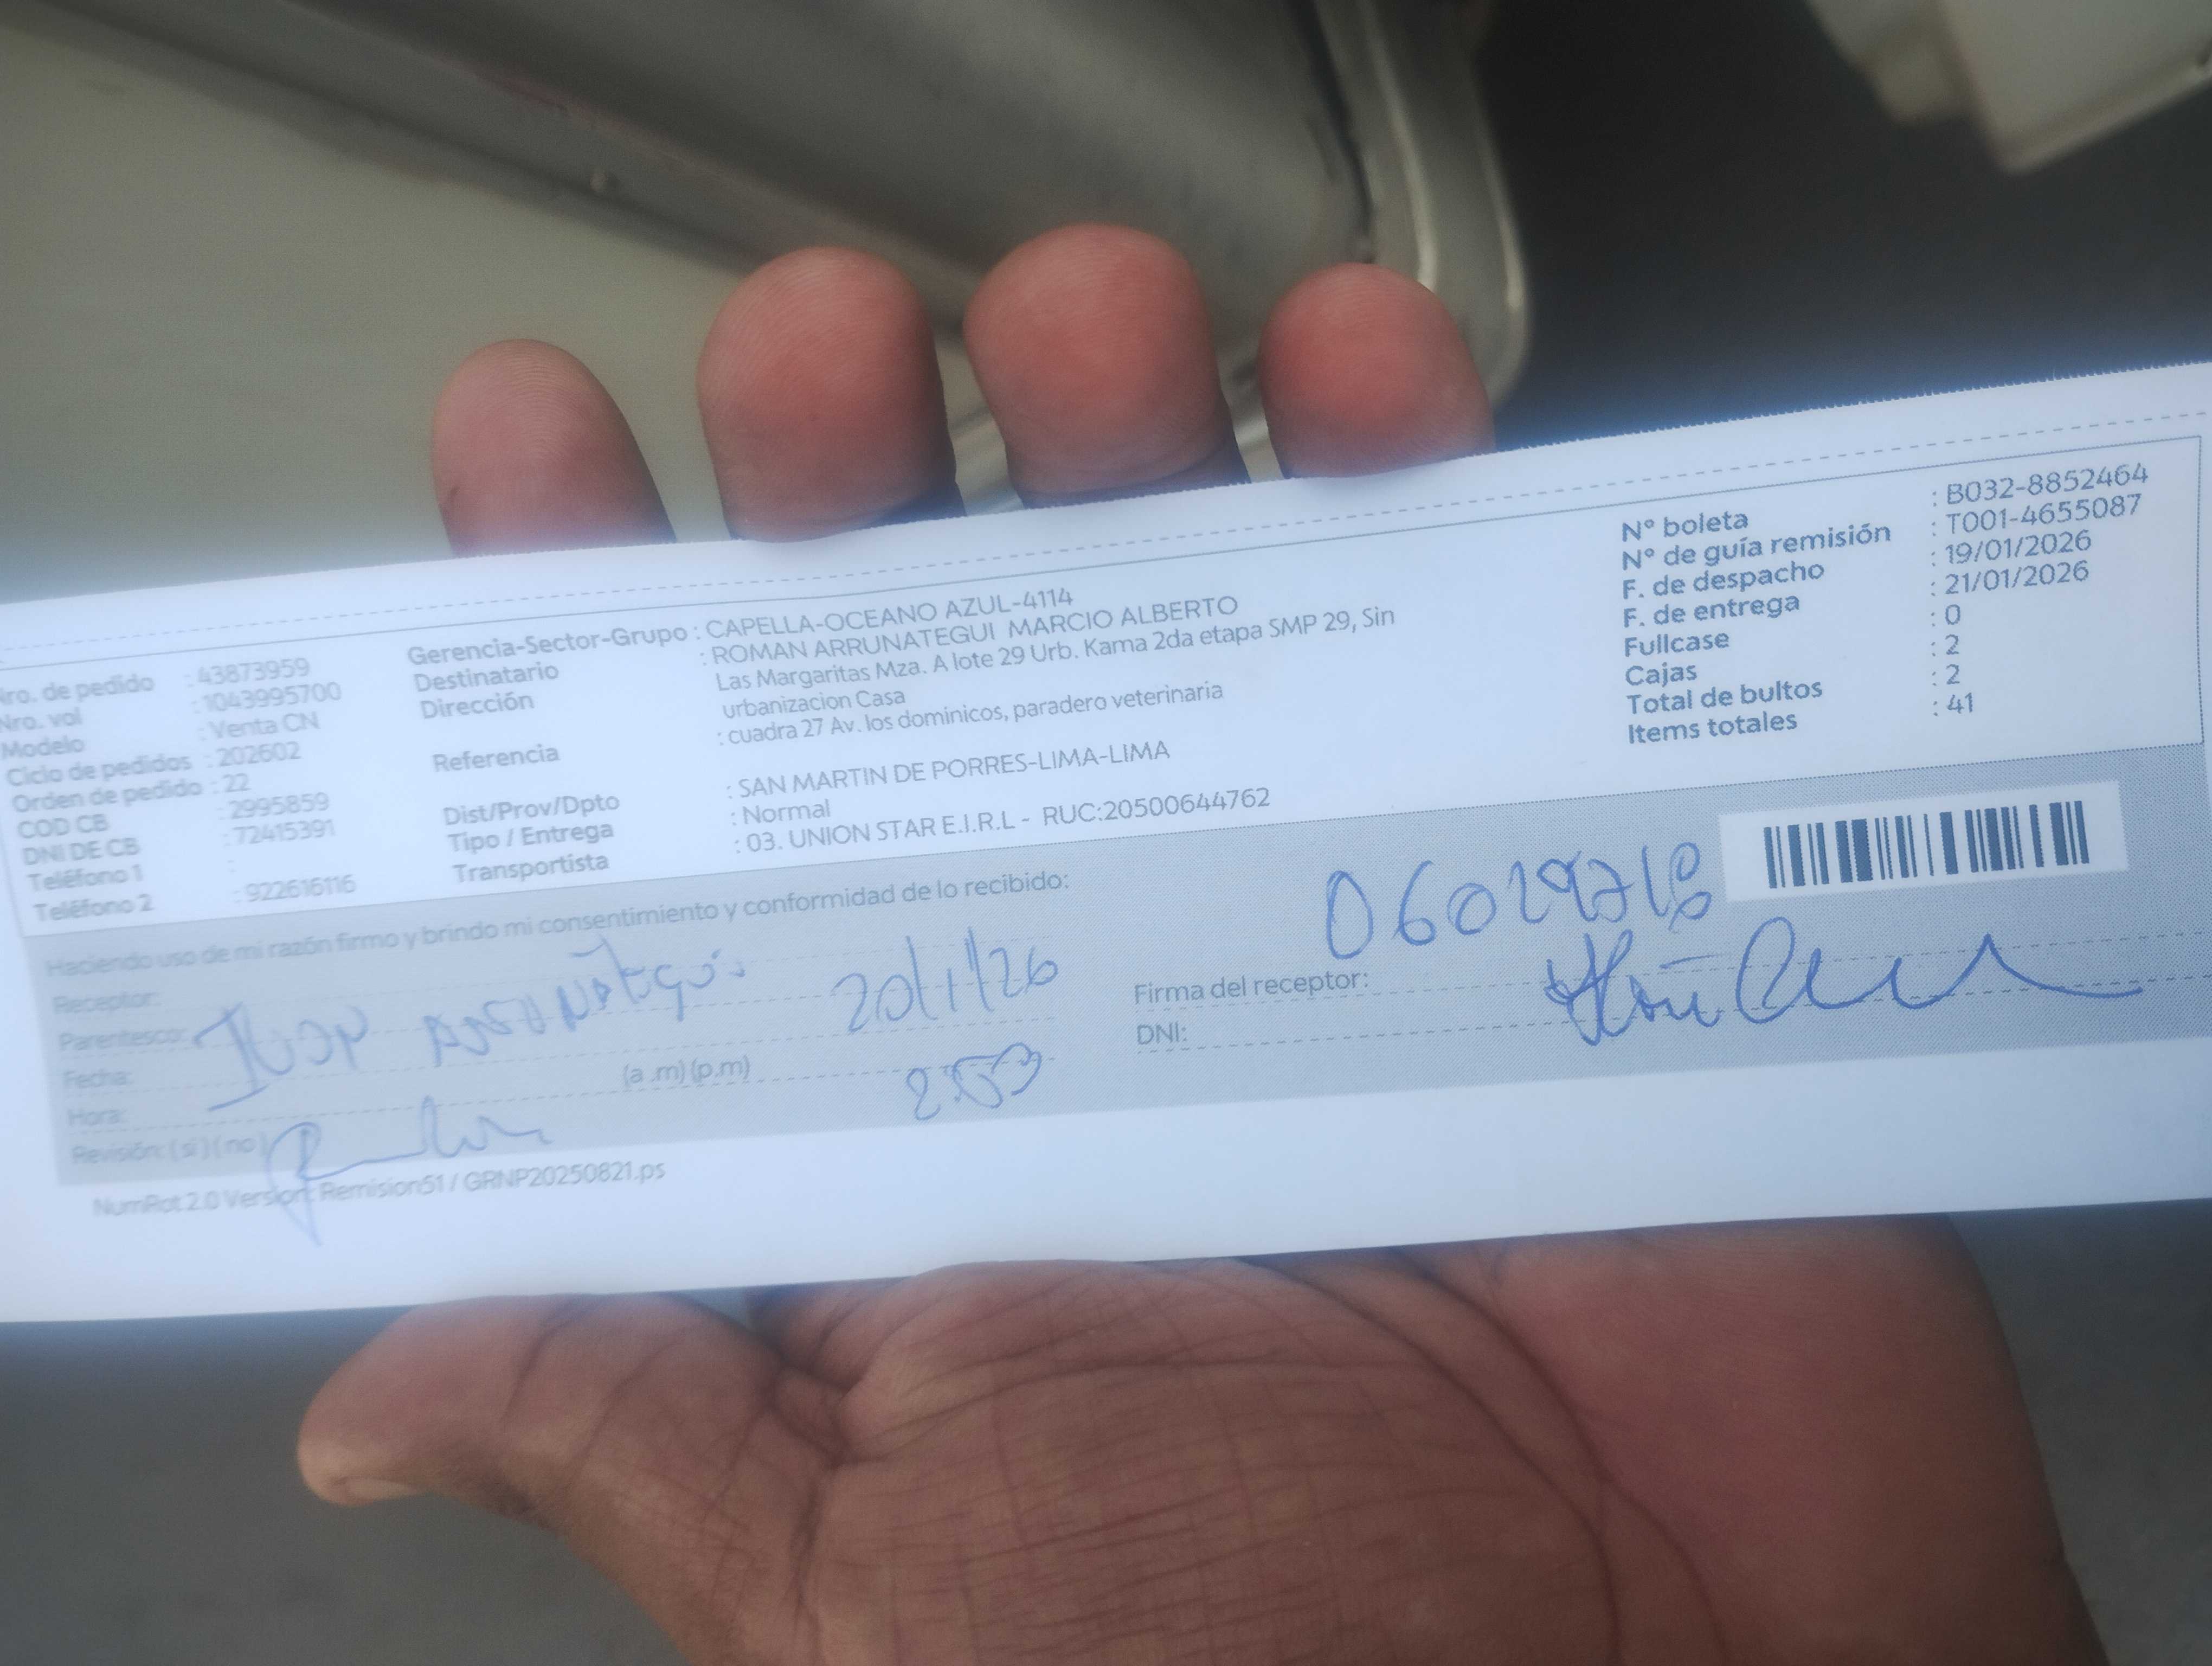 Nro. de pedido : 43873959
Nro. vol : 1043995700
Modelo : Venta CN
Ciclo de pedidos : 202602
Orden de pedido : 22
COD CB : 2995859
DNI DE CB : 72415391
Teléfono 1 :
Teléfono 2 : 922616116
Gerencia-Sector-Grupo : CAPELLA-OCEANO AZUL-4114
Destinatario : ROMAN ARRUNATEGUI MARCIO ALBERTO
Dirección Las Margaritas Mza. A lote 29 Urb. Kama 2da etapa SMP 29, Sin
urbanizacion Casa
Referencia : cuadra 27 Av. los dominicos, paradero veterinaria
Dist/Prov/Dpto : SAN MARTIN DE PORRES-LIMA-LIMA
Tipo / Entrega : Normal
Transportista : 03. UNION STAR E.I.R.L - RUC:20500644762
Nº boleta : B032-8852464
Nº de guía remisión : T001-4655087
F. de despacho : 19/01/2026
F. de entrega : 21/01/2026
Fullcase : 0
Cajas : 2
Total de bultos : 2
Items totales : 41
Haciendo uso de mi razón firmo y brindo mi consentimiento y conformidad de lo recibido:
Receptor:
Parentesco:
Fecha: 20/1/26
Hora: (a .m) (p.m) 2:53
Revisión: (si) (no)
Firma del receptor:
DNI:
NumRot 2.0 Version: Remision51 / GRNP20250821.ps